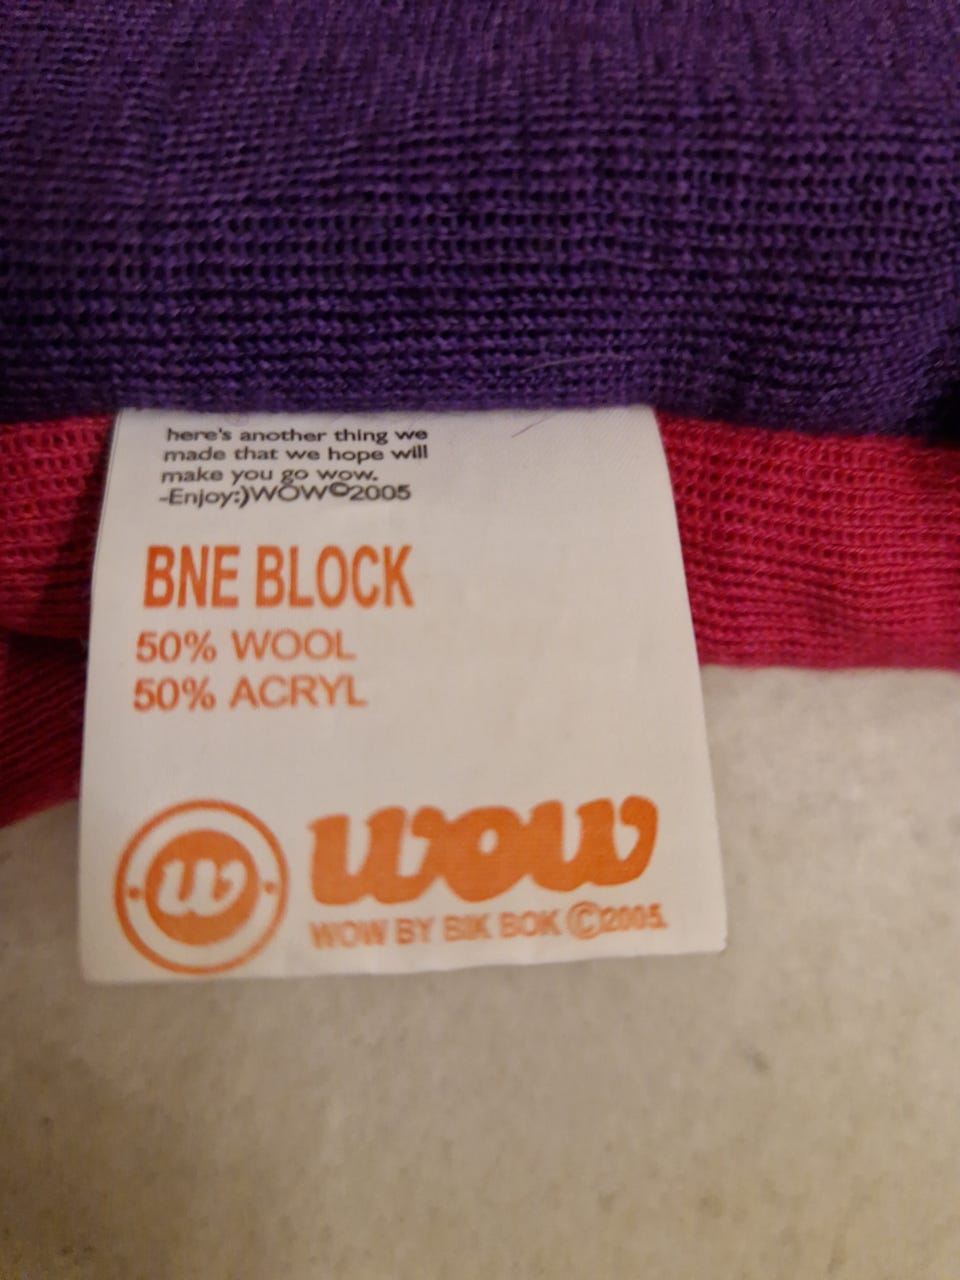 here's another thing we
made that we hope will
make you go wow.
-Enjoy:)WOW©2005
BNE BLOCK
50% WOOL
50% ACRYL
w
wow
WOW BY BIK BOK ©2005.